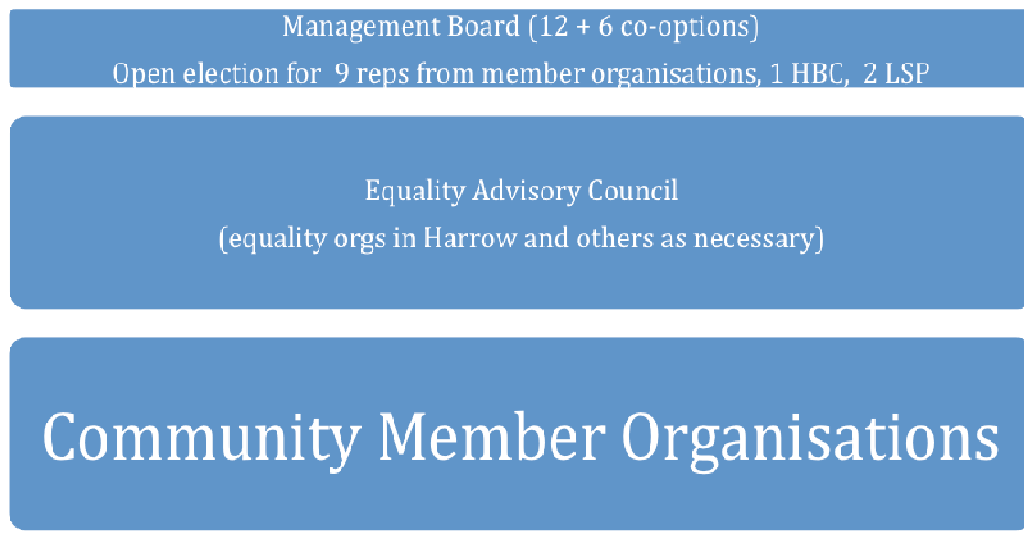 Management Board (12 + 6 co-options)
Open election for  9 reps from member organisations, 1 HBC,  2 LSP
Equality Advisory Council
(equality orgs in Harrow and others as necessary)
Community Member Organisations